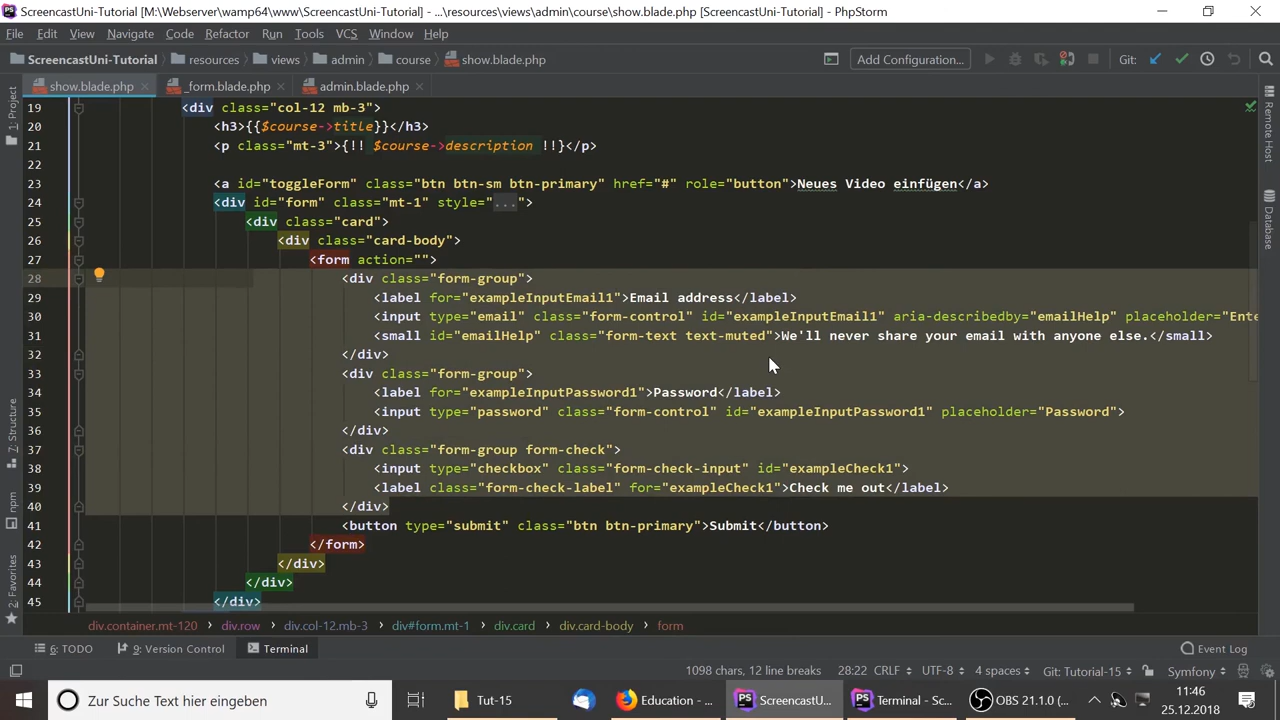 ScreencastUni-Tutorial [M:\Webserver\wamp64\www\ScreencastUni-Tutorial] - ...\resources\views\admin\course\show.blade.php [ScreencastUni-Tutorial] - PhpStorm
File Edit View Navigate Code Refactor Run Tools VCS Window Help
ScreencastUni-Tutorial resources views admin course show.blade.php Add Configuration... Git:
show.blade.php _form.blade.php admin.blade.php
1: Project
7: Structure
npm
2: Favorites
Remote Host
Database
19 <div class="col-12 mb-3">
20 <h3>{{$course->title}}</h3>
21 <p class="mt-3">{!! $course->description !!}</p>
22
23 <a id="toggleForm" class="btn btn-sm btn-primary" href="#" role="button">Neues Video einfügen</a>
24 <div id="form" class="mt-1" style="...">
25 <div class="card">
26 <div class="card-body">
27 <form action="">
28 <div class="form-group">
29 <label for="exampleInputEmail1">Email address</label>
30 <input type="email" class="form-control" id="exampleInputEmail1" aria-describedby="emailHelp" placeholder="Ente
31 <small id="emailHelp" class="form-text text-muted">We'll never share your email with anyone else.</small>
32 </div>
33 <div class="form-group">
34 <label for="exampleInputPassword1">Password</label>
35 <input type="password" class="form-control" id="exampleInputPassword1" placeholder="Password">
36 </div>
37 <div class="form-group form-check">
38 <input type="checkbox" class="form-check-input" id="exampleCheck1">
39 <label class="form-check-label" for="exampleCheck1">Check me out</label>
40 </div>
41 <button type="submit" class="btn btn-primary">Submit</button>
42 </form>
43 </div>
44 </div>
45 </div>
div.container.mt-120 div.row div.col-12.mb-3 div#form.mt-1 div.card div.card-body form
6: TODO 9: Version Control Terminal Event Log
1098 chars, 12 line breaks 28:22 CRLF UTF-8 4 spaces Git: Tutorial-15 Symfony
Zur Suche Text hier eingeben Tut-15 Education - ... ScreencastU... Terminal - Sc... OBS 21.1.0 (... 11:46
25.12.2018